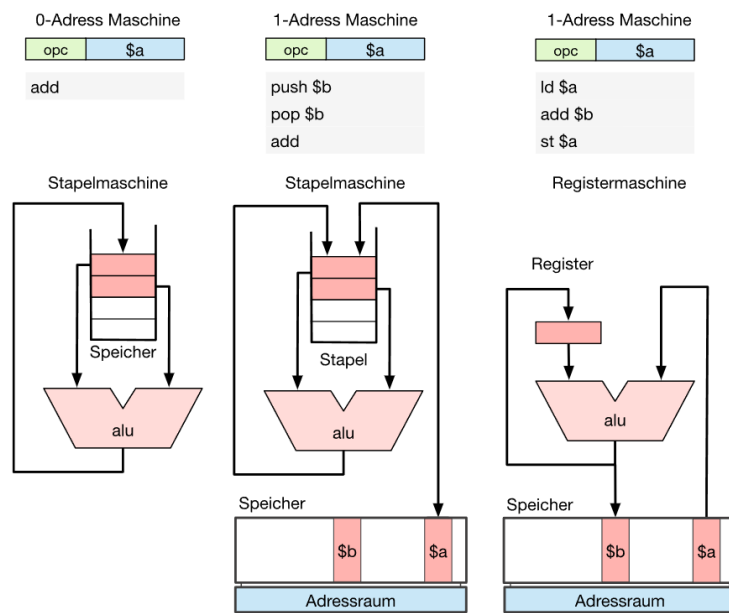 0-Adress Maschine
opc $a
add
Stapelmaschine
Speicher
alu
1-Adress Maschine
opc $a
push $b
pop $b
add
Stapelmaschine
Stapel
alu
Speicher
$b $a
Adressraum
1-Adress Maschine
opc $a
ld $a
add $b
st $a
Registermaschine
Register
alu
Speicher
$b $a
Adressraum